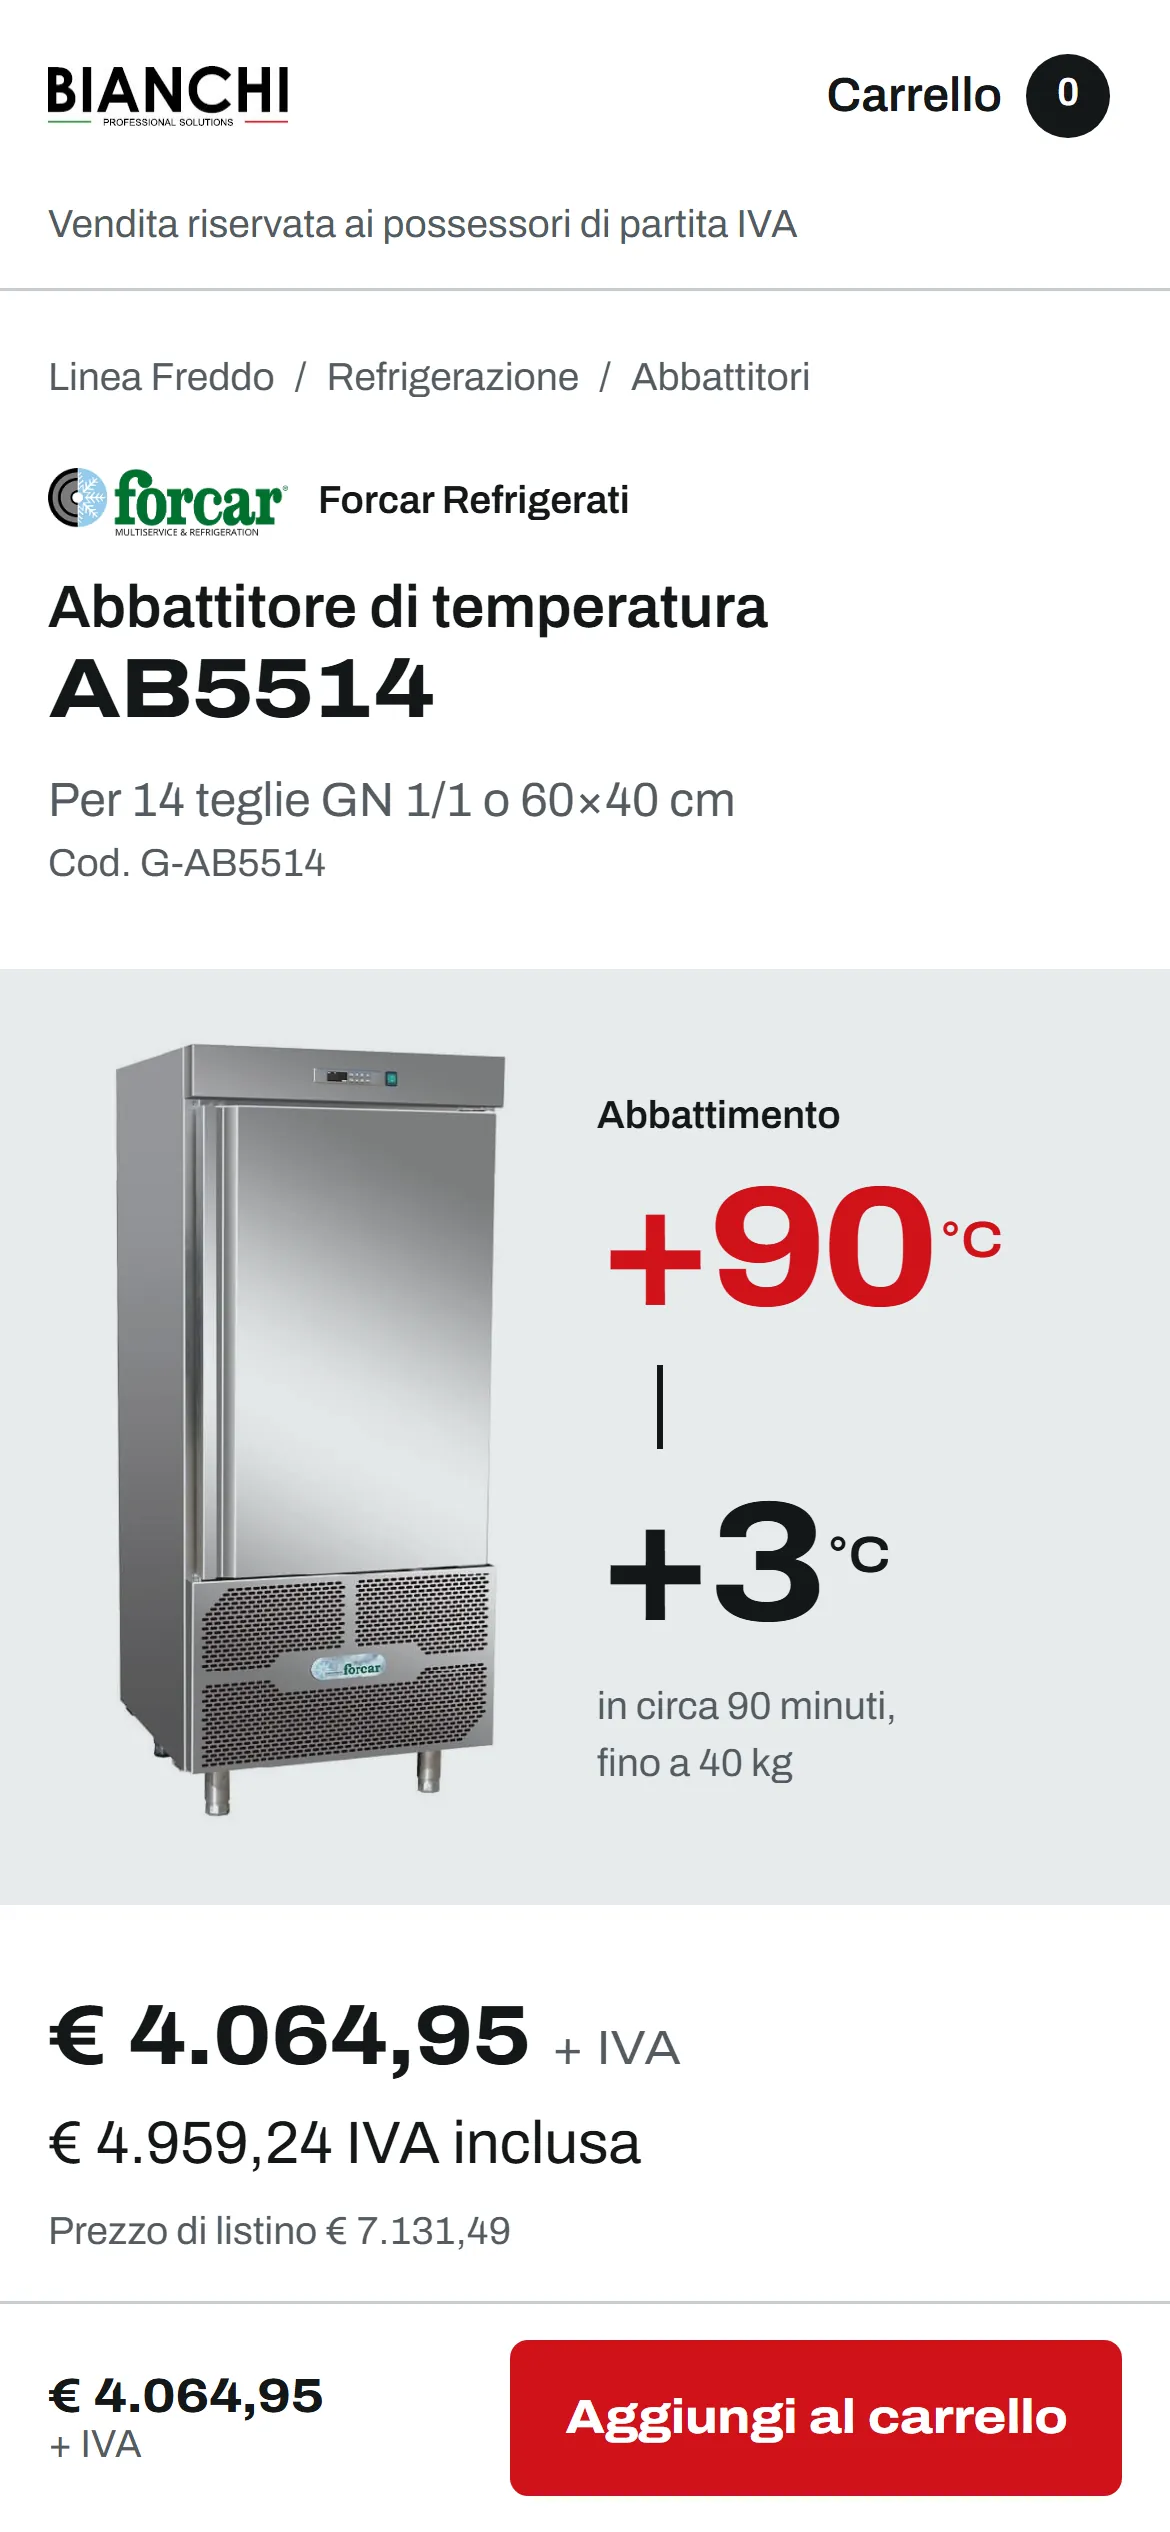 BIANCHI
PROFESSIONAL SOLUTIONS
Carrello 0
Vendita riservata ai possessori di partita IVA
Linea Freddo / Refrigerazione / Abbattitori
forcar®
MULTISERVICE & REFRIGERATION
Forcar Refrigerati
Abbattitore di temperatura
AB5514
Per 14 teglie GN 1/1 o 60×40 cm
Cod. G-AB5514
Abbattimento
+90 °C
+3 °C
forcar
in circa 90 minuti,
fino a 40 kg
€ 4.064,95 + IVA
€ 4.959,24 IVA inclusa
Prezzo di listino € 7.131,49
€ 4.064,95
+ IVA
Aggiungi al carrello